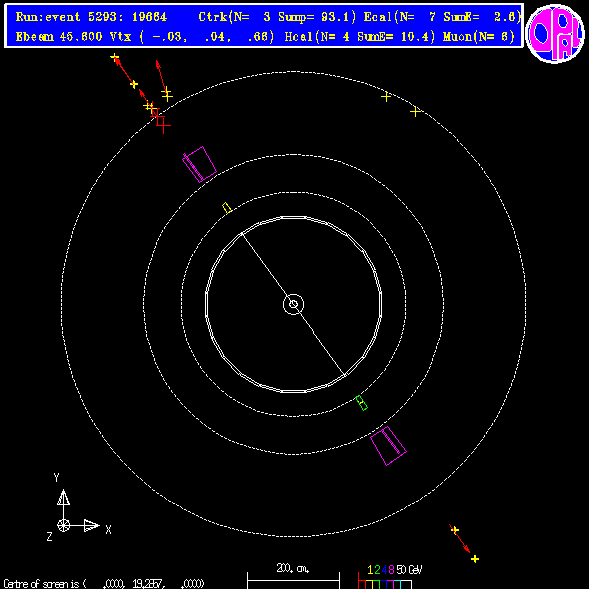 Run:event 5293: 19664 Ctrk(N= 3 Sump= 93.1) Ecal(N= 7 SumE= 2.6)
Ebeam 45.600 Vtx ( -.03, .04, .66) Hcal(N= 4 SumE= 10.4) Muon(N= 6)
OPAL
Y
X
Z
200. cm.
1 2 4 8 50 GeV
Centre of screen is ( .0000, 19.2857, .0000)